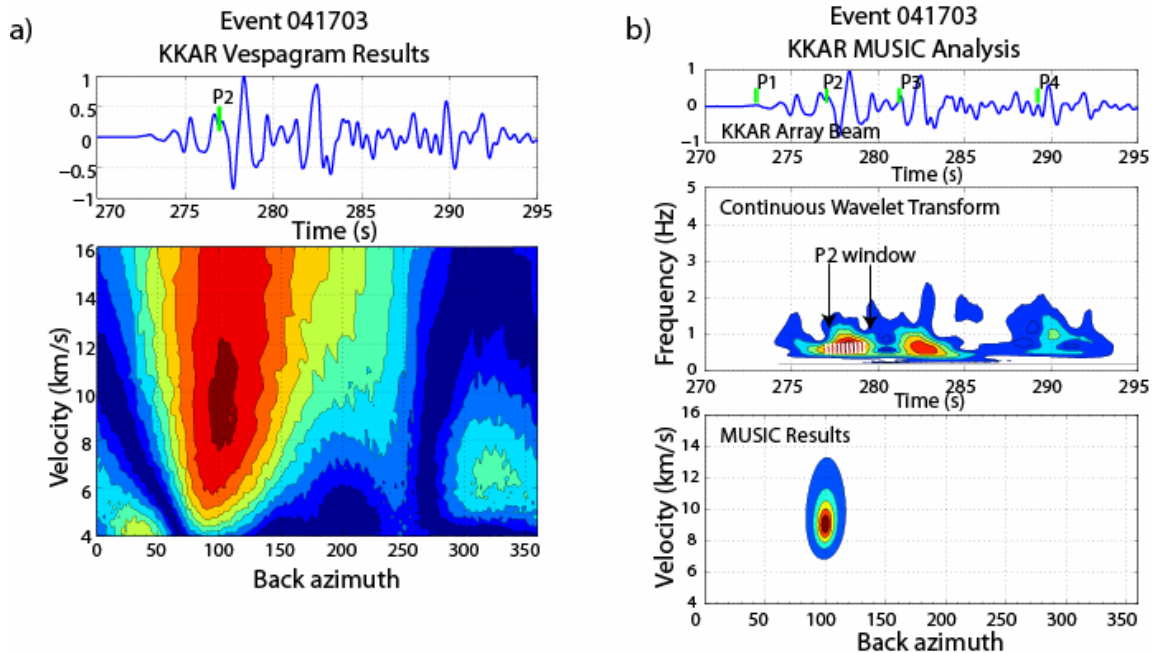 a)
Event 041703
KKAR Vespagram Results
1
0.5
0
−0.5
−1
P2
270 275 280 285 290 295
Time (s)
Velocity (km/s)
16
14
12
10
8
6
4
0 50 100 150 200 250 300 350
Back azimuth
b)
Event 041703
KKAR MUSIC Analysis
1
0
−1
P1 P2 P3 P4
KKAR Array Beam
270 275 280 285 290 295
Time (s)
Frequency (Hz)
5
4
3
2
1
0
Continuous Wavelet Transform
P2 window
270 275 280 285 290 295
Time (s)
Velocity (km/s)
16
14
12
10
8
6
4
MUSIC Results
0 50 100 150 200 250 300 350
Back azimuth